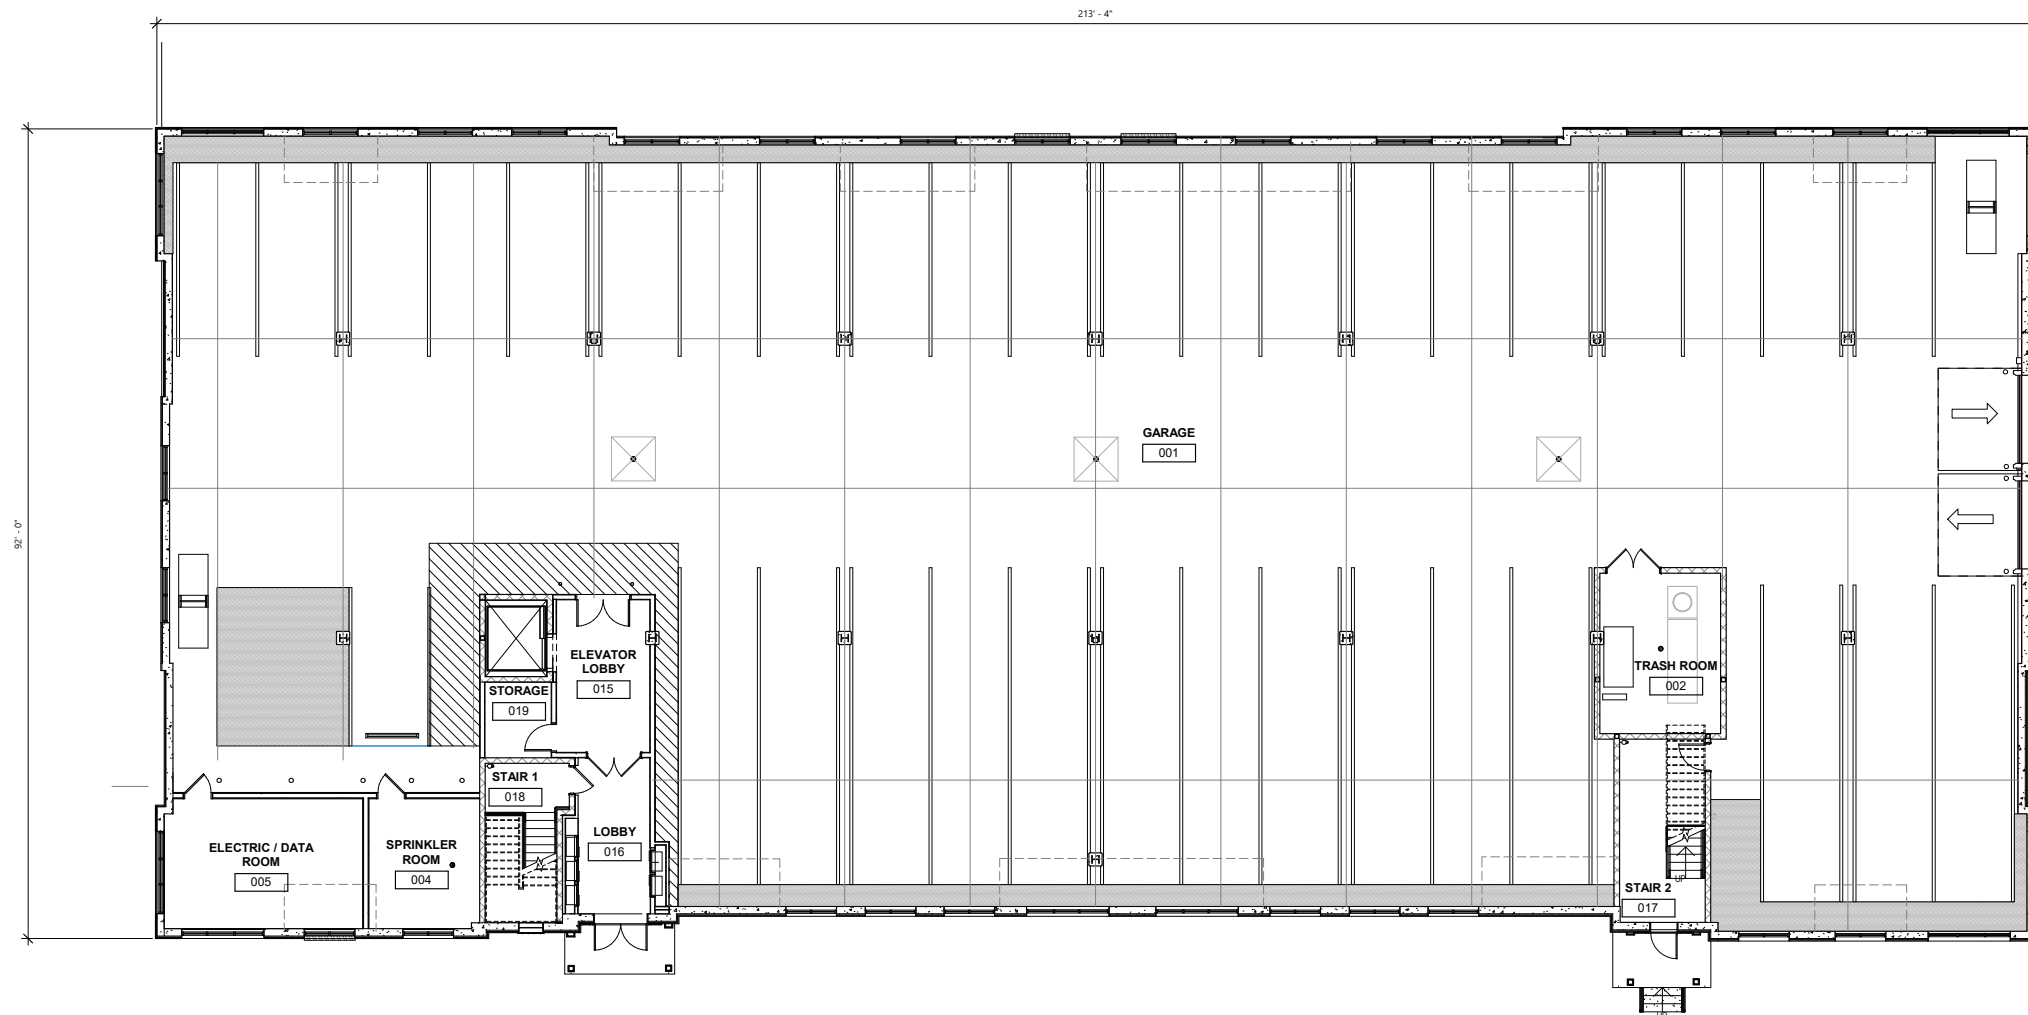 213' - 4"
92' - 0"
GARAGE
001
ELEVATOR
LOBBY
015
STORAGE
019
TRASH ROOM
002
STAIR 1
018
LOBBY
016
ELECTRIC / DATA
ROOM
005
SPRINKLER
ROOM
004
UP
STAIR 2
017